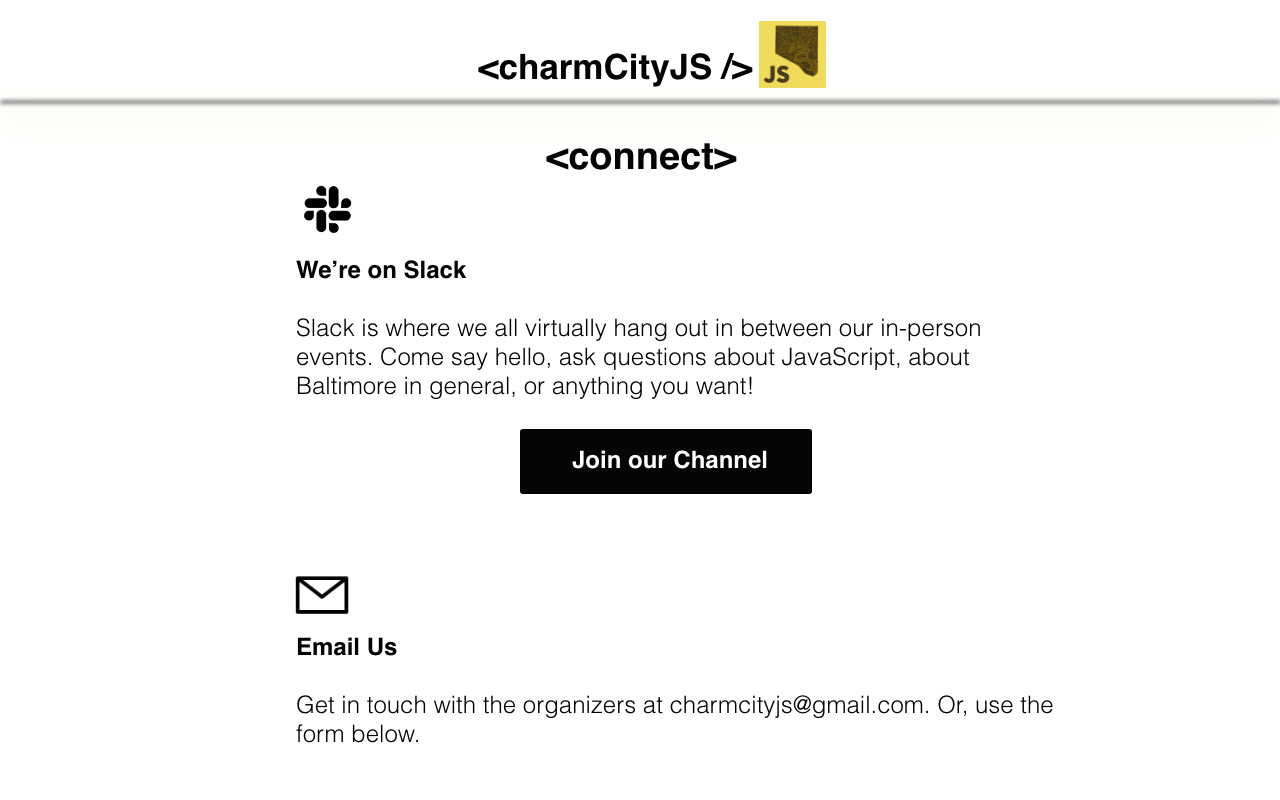 <charmCityJS />
JS
<connect>
We’re on Slack
Slack is where we all virtually hang out in between our in-person
events. Come say hello, ask questions about JavaScript, about
Baltimore in general, or anything you want!
Join our Channel
Email Us
Get in touch with the organizers at charmcityjs@gmail.com. Or, use the
form below.